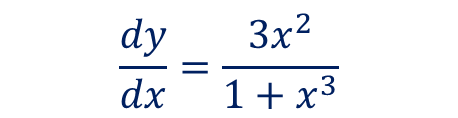 dy/dx = 3x²/(1 + x³)